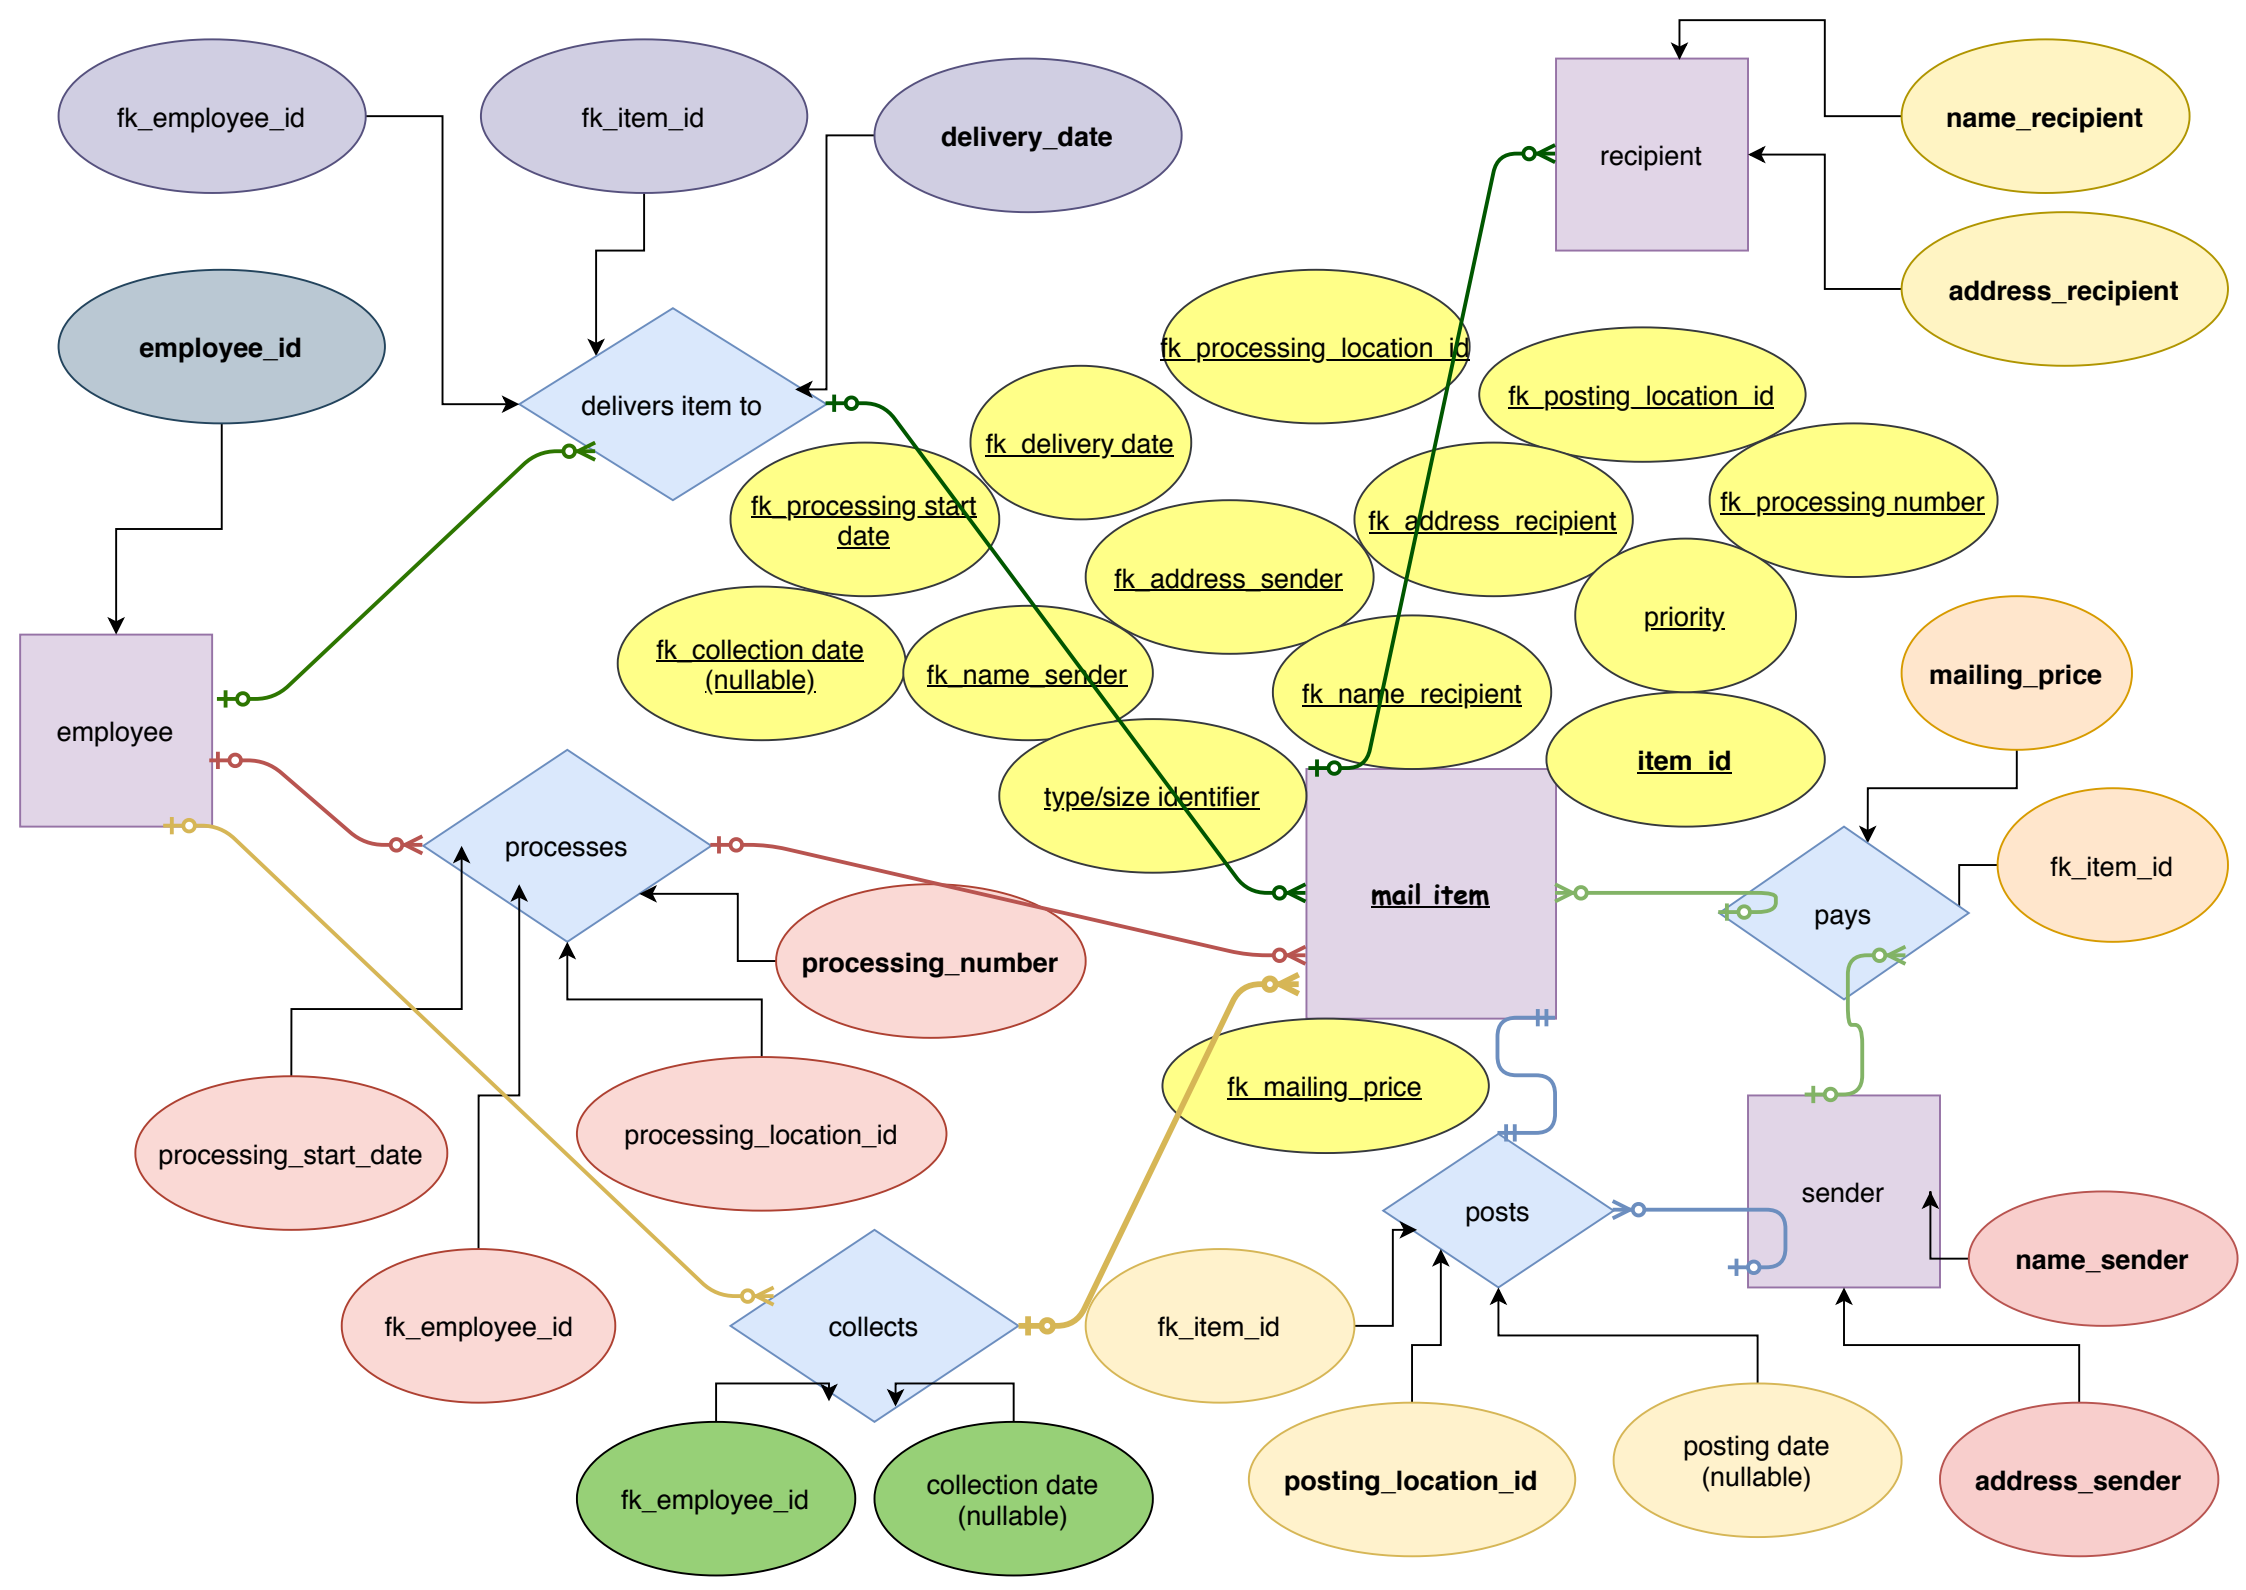 fk_employee_id
fk_item_id
delivery_date
name_recipient
recipient
address_recipient
employee_id
fk_processing_location_id
fk_posting_location_id
delivers item to
fk_delivery date
fk_processing start
date
fk_address_recipient
fk_processing number
fk_address_sender
priority
fk_collection date
(nullable)
fk_name_sender
fk_name_recipient
mailing_price
employee
type/size identifier
item_id
processes
mail item
pays
fk_item_id
processing_number
fk_mailing_price
processing_start_date
processing_location_id
posts
sender
name_sender
fk_employee_id
collects
fk_item_id
fk_employee_id
collection date
(nullable)
posting_location_id
posting date
(nullable)
address_sender